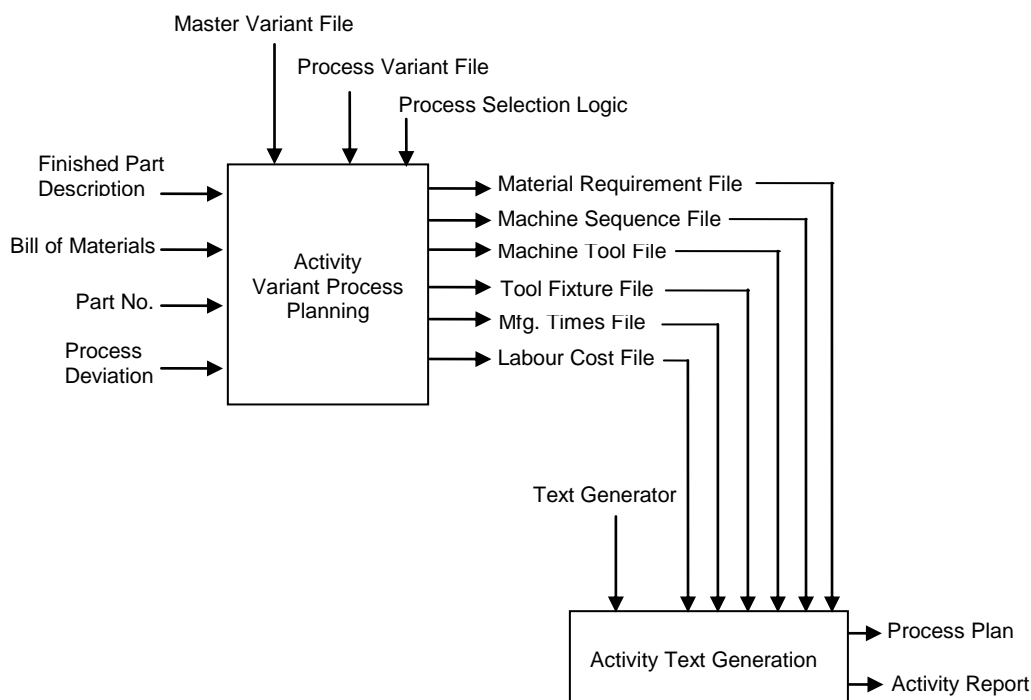 Master Variant File
Process Variant File
Process Selection Logic
Finished Part
Description
Bill of Materials
Part No.
Process
Deviation
Activity
Variant Process
Planning
Material Requirement File
Machine Sequence File
Machine Tool File
Tool Fixture File
Mfg. Times File
Labour Cost File
Text Generator
Activity Text Generation
Process Plan
Activity Report